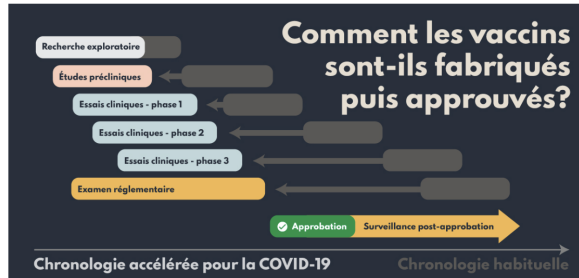 Comment les vaccins
sont-ils fabriqués
puis approuvés?
Recherche exploratoire
Études précliniques
Essais cliniques - phase 1
Essais cliniques - phase 2
Essais cliniques - phase 3
Examen réglementaire
Approbation
Surveillance post-approbation
Chronologie accélérée pour la COVID-19
Chronologie habituelle